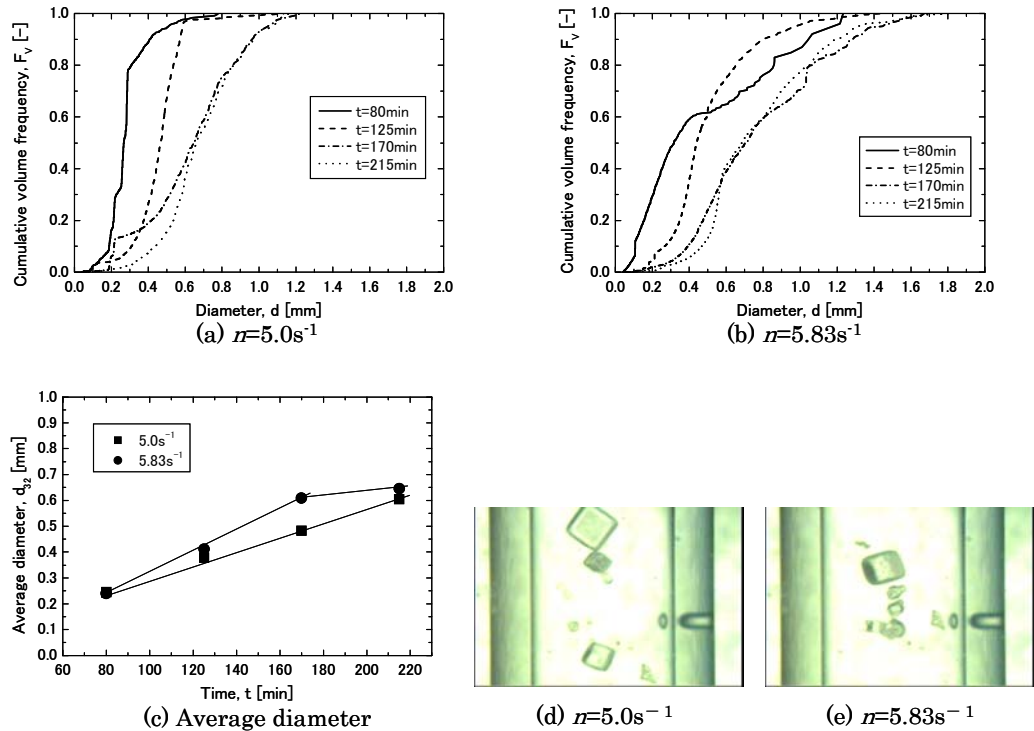 Cumulative volume frequency, F_V [-]
1.0
0.8
0.6
0.4
0.2
0.0
t=80min
t=125min
t=170min
t=215min
0.0 0.2 0.4 0.6 0.8 1.0 1.2 1.4 1.6 1.8 2.0
Diameter, d [mm]
(a) n=5.0s⁻¹
Cumulative volume frequency, F_V [-]
1.0
0.8
0.6
0.4
0.2
0.0
t=80min
t=125min
t=170min
t=215min
0.0 0.2 0.4 0.6 0.8 1.0 1.2 1.4 1.6 1.8 2.0
Diameter, d [mm]
(b) n=5.83s⁻¹
Average diameter, d₃₂ [mm]
1.0
0.9
0.8
0.7
0.6
0.5
0.4
0.3
0.2
0.1
0.0
5.0s⁻¹
5.83s⁻¹
60 80 100 120 140 160 180 200 220
Time, t [min]
(c) Average diameter
(d) n=5.0s⁻¹
(e) n=5.83s⁻¹